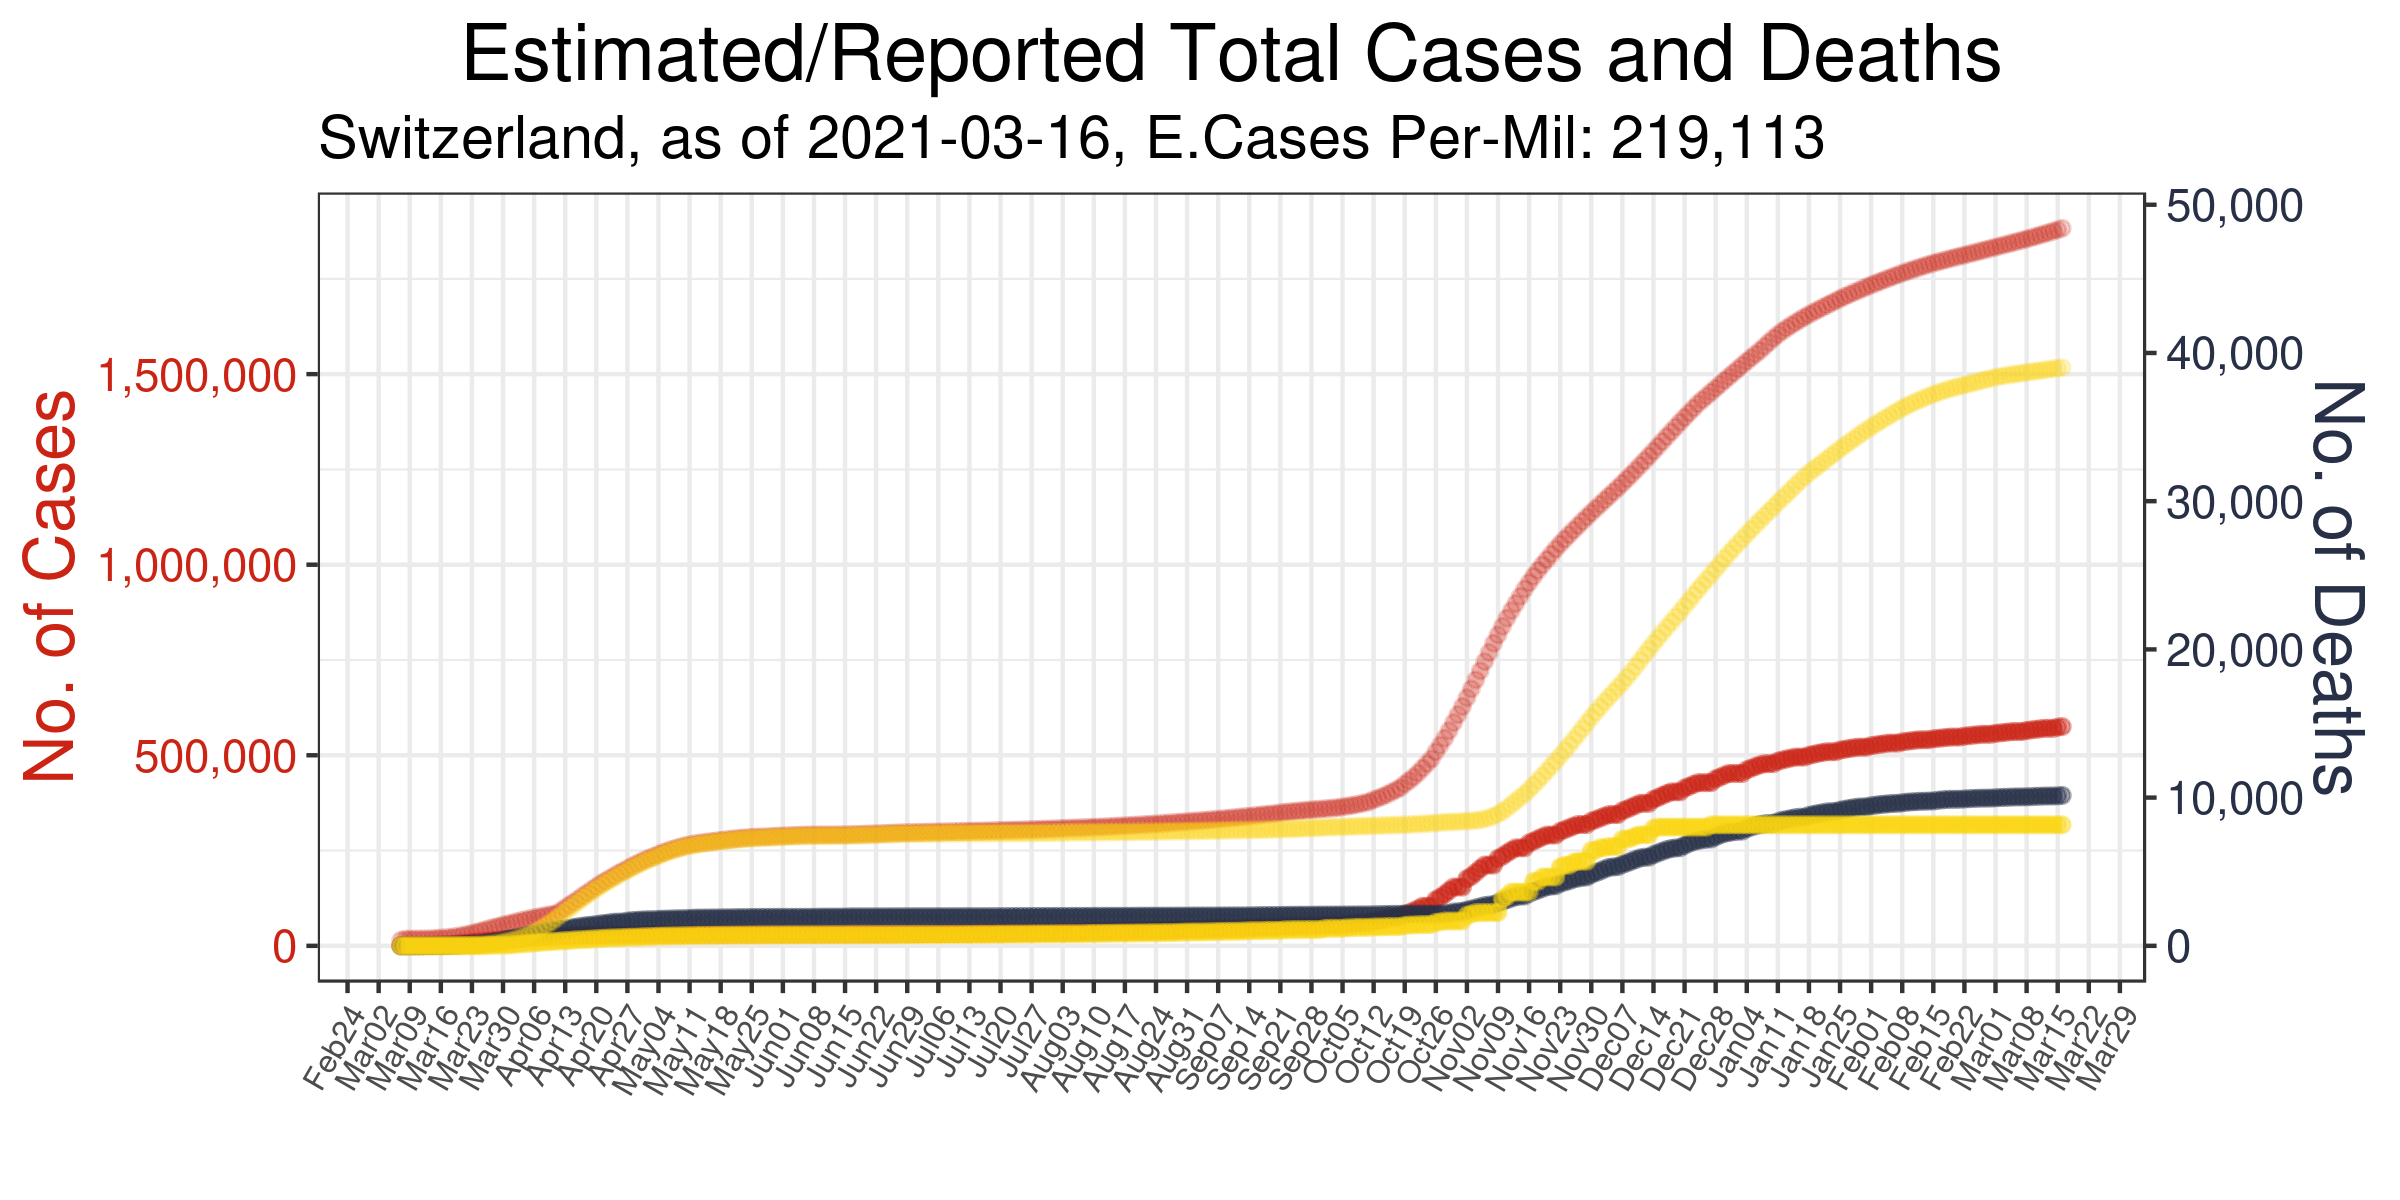 Estimated/Reported Total Cases and Deaths
Switzerland, as of 2021-03-16, E.Cases Per-Mil: 219,113
No. of Cases
1,500,000
1,000,000
500,000
0
50,000
40,000
30,000
20,000
10,000
0
No. of Deaths
Feb24
Mar02
Mar09
Mar16
Mar23
Mar30
Apr06
Apr13
Apr20
Apr27
May04
May11
May18
May25
Jun01
Jun08
Jun15
Jun22
Jun29
Jul06
Jul13
Jul20
Jul27
Aug03
Aug10
Aug17
Aug24
Aug31
Sep07
Sep14
Sep21
Sep28
Oct05
Oct12
Oct19
Oct26
Nov02
Nov09
Nov16
Nov23
Nov30
Dec07
Dec14
Dec21
Dec28
Jan04
Jan11
Jan18
Jan25
Feb01
Feb08
Feb15
Feb22
Mar01
Mar08
Mar15
Mar22
Mar29